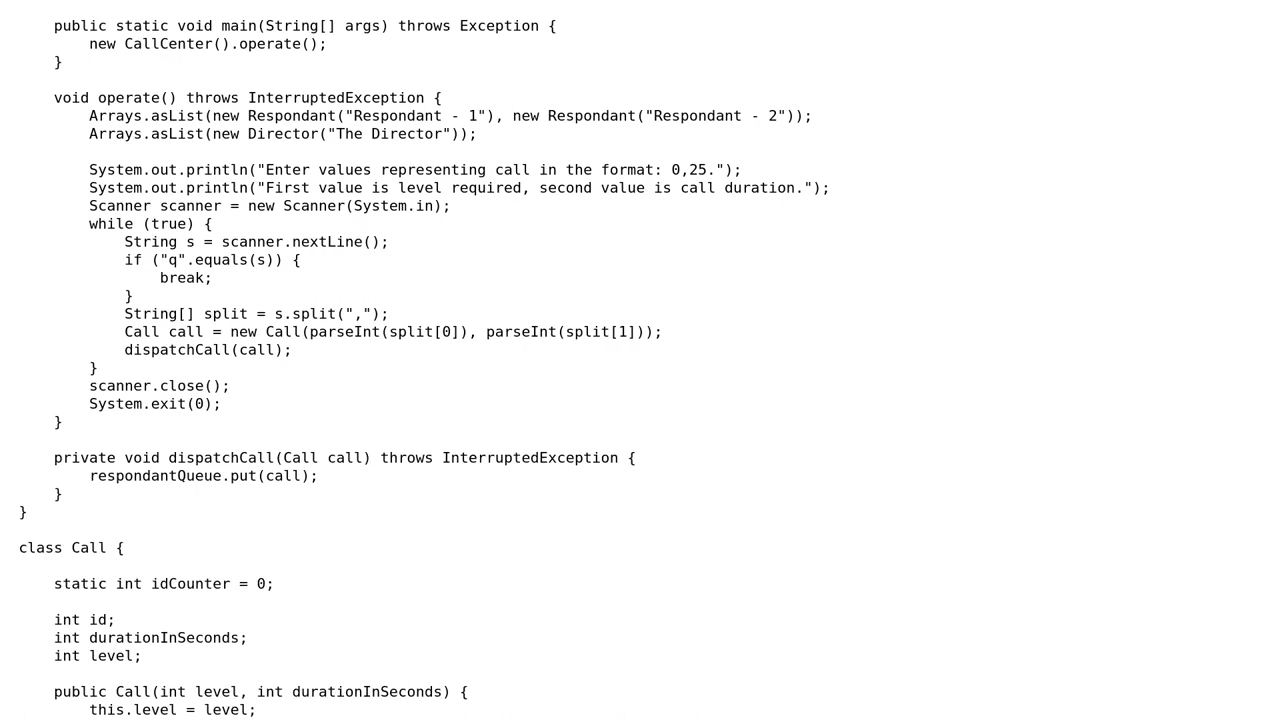 public static void main(String[] args) throws Exception {
        new CallCenter().operate();
    }

    void operate() throws InterruptedException {
        Arrays.asList(new Respondant("Respondant - 1"), new Respondant("Respondant - 2"));
        Arrays.asList(new Director("The Director"));

        System.out.println("Enter values representing call in the format: 0,25.");
        System.out.println("First value is level required, second value is call duration.");
        Scanner scanner = new Scanner(System.in);
        while (true) {
            String s = scanner.nextLine();
            if ("q".equals(s)) {
                break;
            }
            String[] split = s.split(",");
            Call call = new Call(parseInt(split[0]), parseInt(split[1]));
            dispatchCall(call);
        }
        scanner.close();
        System.exit(0);
    }

    private void dispatchCall(Call call) throws InterruptedException {
        respondantQueue.put(call);
    }
}

class Call {

    static int idCounter = 0;

    int id;
    int durationInSeconds;
    int level;

    public Call(int level, int durationInSeconds) {
        this.level = level;